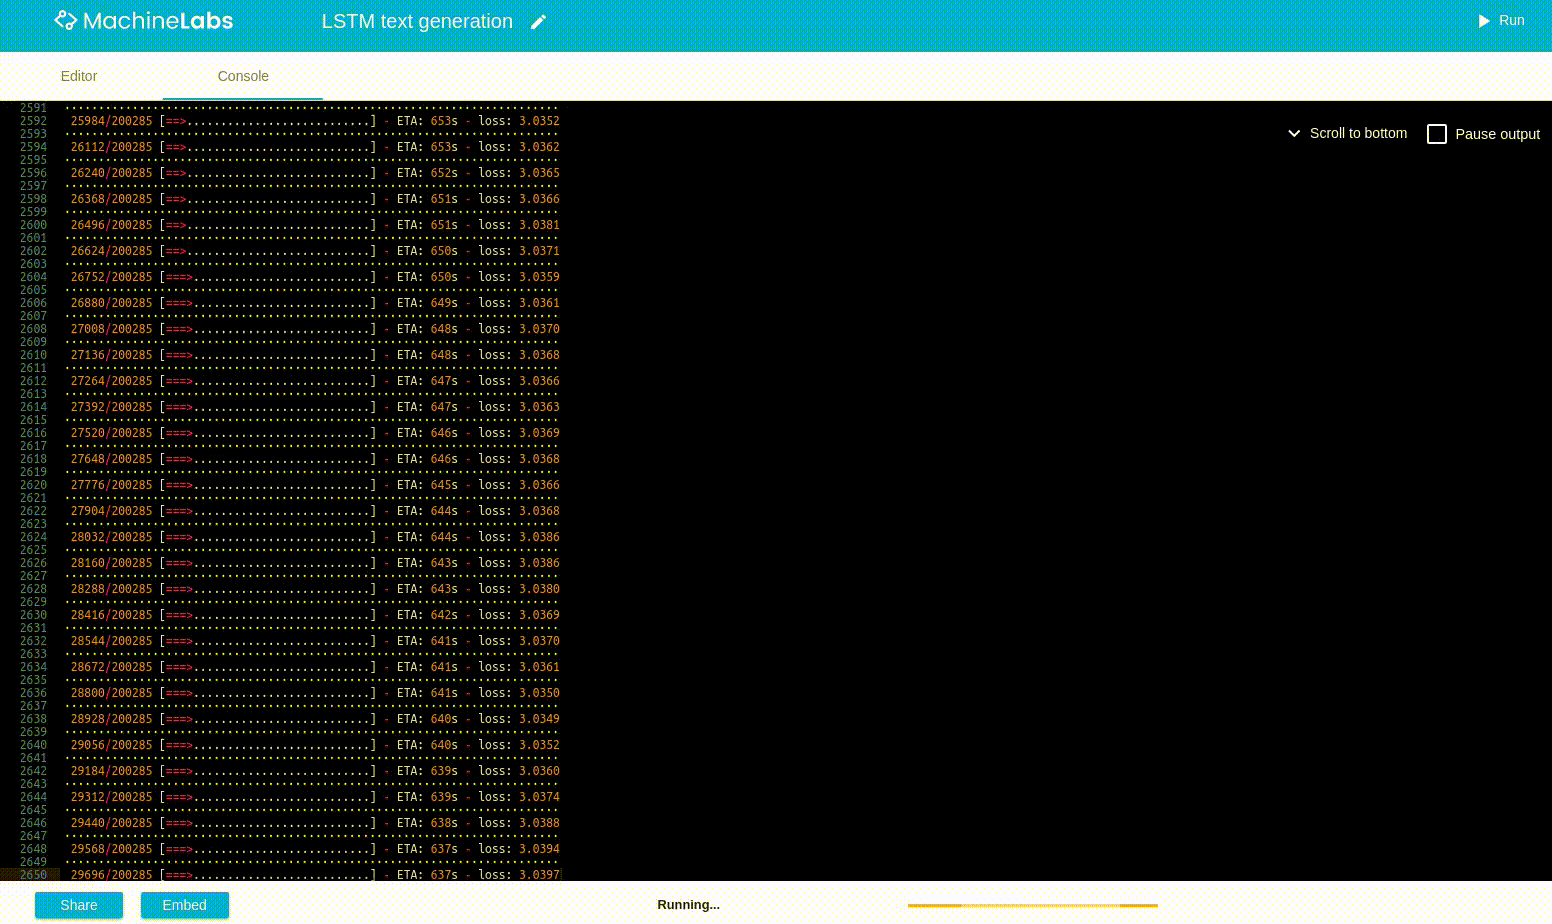 MachineLabs LSTM text generation Run
Editor Console
Scroll to bottom Pause output
2591
2592 25984/200285 [==>...........................] - ETA: 653s - loss: 3.0352
2593
2594 26112/200285 [==>...........................] - ETA: 653s - loss: 3.0362
2595
2596 26240/200285 [==>...........................] - ETA: 652s - loss: 3.0365
2597
2598 26368/200285 [==>...........................] - ETA: 651s - loss: 3.0366
2599
2600 26496/200285 [==>...........................] - ETA: 651s - loss: 3.0381
2601
2602 26624/200285 [==>...........................] - ETA: 650s - loss: 3.0371
2603
2604 26752/200285 [===>..........................] - ETA: 650s - loss: 3.0359
2605
2606 26880/200285 [===>..........................] - ETA: 649s - loss: 3.0361
2607
2608 27008/200285 [===>..........................] - ETA: 648s - loss: 3.0370
2609
2610 27136/200285 [===>..........................] - ETA: 648s - loss: 3.0368
2611
2612 27264/200285 [===>..........................] - ETA: 647s - loss: 3.0366
2613
2614 27392/200285 [===>..........................] - ETA: 647s - loss: 3.0363
2615
2616 27520/200285 [===>..........................] - ETA: 646s - loss: 3.0369
2617
2618 27648/200285 [===>..........................] - ETA: 646s - loss: 3.0368
2619
2620 27776/200285 [===>..........................] - ETA: 645s - loss: 3.0366
2621
2622 27904/200285 [===>..........................] - ETA: 644s - loss: 3.0368
2623
2624 28032/200285 [===>..........................] - ETA: 644s - loss: 3.0386
2625
2626 28160/200285 [===>..........................] - ETA: 643s - loss: 3.0386
2627
2628 28288/200285 [===>..........................] - ETA: 643s - loss: 3.0380
2629
2630 28416/200285 [===>..........................] - ETA: 642s - loss: 3.0369
2631
2632 28544/200285 [===>..........................] - ETA: 641s - loss: 3.0370
2633
2634 28672/200285 [===>..........................] - ETA: 641s - loss: 3.0361
2635
2636 28800/200285 [===>..........................] - ETA: 641s - loss: 3.0350
2637
2638 28928/200285 [===>..........................] - ETA: 640s - loss: 3.0349
2639
2640 29056/200285 [===>..........................] - ETA: 640s - loss: 3.0352
2641
2642 29184/200285 [===>..........................] - ETA: 639s - loss: 3.0360
2643
2644 29312/200285 [===>..........................] - ETA: 639s - loss: 3.0374
2645
2646 29440/200285 [===>..........................] - ETA: 638s - loss: 3.0388
2647
2648 29568/200285 [===>..........................] - ETA: 637s - loss: 3.0394
2649
2650 29696/200285 [===>..........................] - ETA: 637s - loss: 3.0397
Share Embed Running...